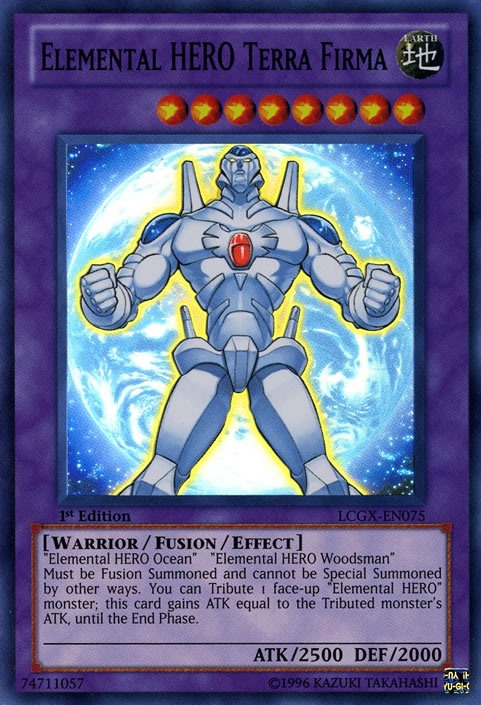 Elemental HERO Terra Firma
EARTH
地
1st Edition
LCGX-EN075
[Warrior / Fusion / Effect]
"Elemental HERO Ocean" "Elemental HERO Woodsman"
Must be Fusion Summoned and cannot be Special Summoned
by other ways. You can Tribute 1 face-up "Elemental HERO"
monster; this card gains ATK equal to the Tributed monster's
ATK, until the End Phase.
ATK/2500 DEF/2000
74711057
©1996 KAZUKI TAKAHASHI